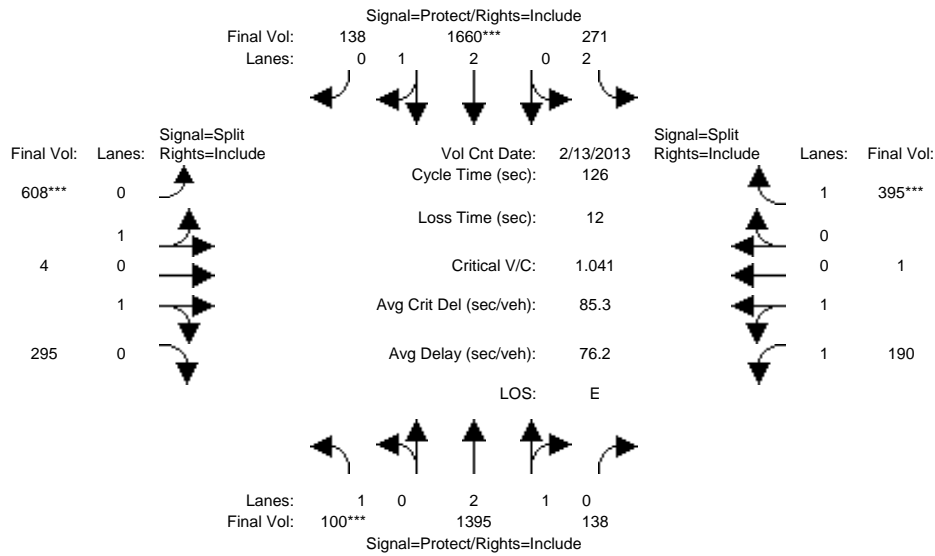 Signal=Protect/Rights=Include
Final Vol: 138 1660*** 271
Lanes: 0 1 2 0 2
Signal=Split Signal=Split
Final Vol: Lanes: Rights=Include Vol Cnt Date: 2/13/2013 Rights=Include Lanes: Final Vol:
Cycle Time (sec): 126
608*** 0 1 395***
Loss Time (sec): 12
1 0
4 0 Critical V/C: 1.041 0 1
1 Avg Crit Del (sec/veh): 85.3 1
295 0 Avg Delay (sec/veh): 76.2 1 190
LOS: E
Lanes: 1 0 2 1 0
Final Vol: 100*** 1395 138
Signal=Protect/Rights=Include